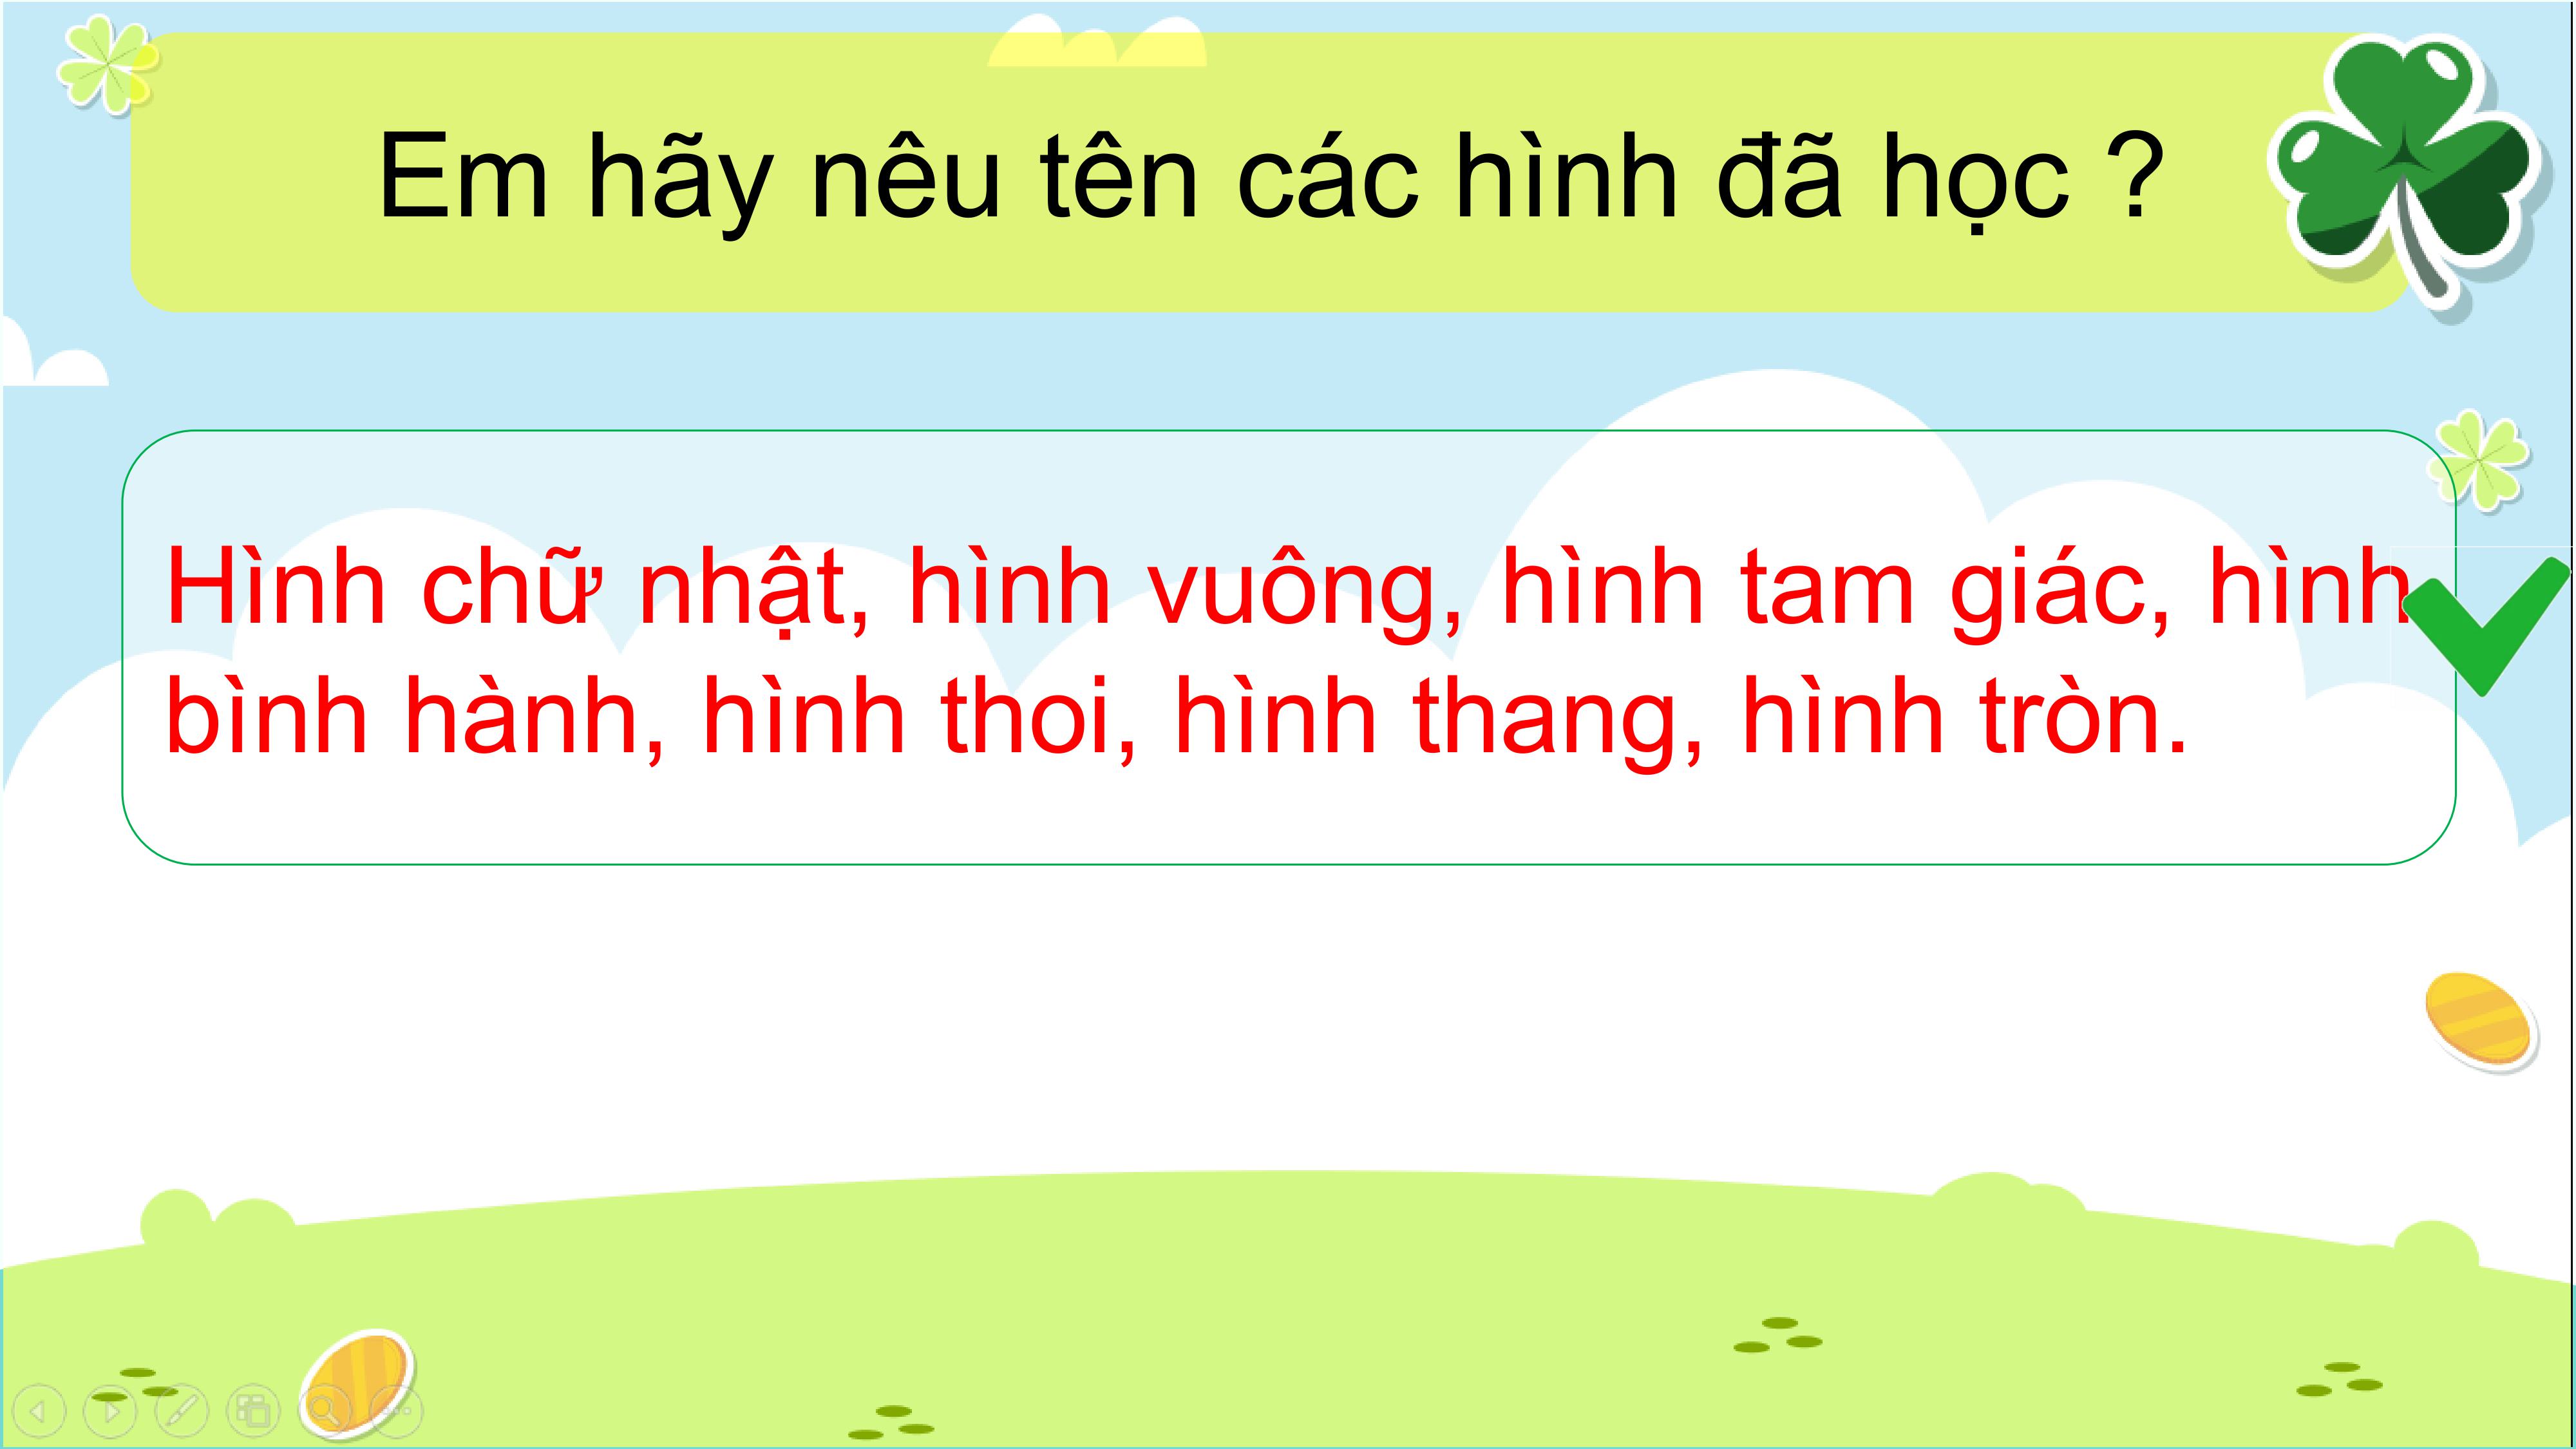 Em hãy nêu tên các hình đã học ?
Hình chữ nhật, hình vuông, hình tam giác, hình
bình hành, hình thoi, hình thang, hình tròn.